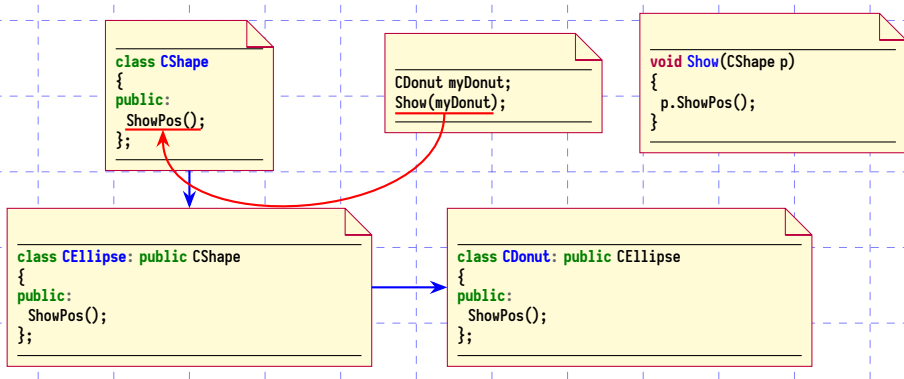 class CShape
{
public:
ShowPos();
};
CDonut myDonut;
Show(myDonut);
void Show(CShape p)
{
p.ShowPos();
}
class CEllipse: public CShape
{
public:
ShowPos();
};
class CDonut: public CEllipse
{
public:
ShowPos();
};